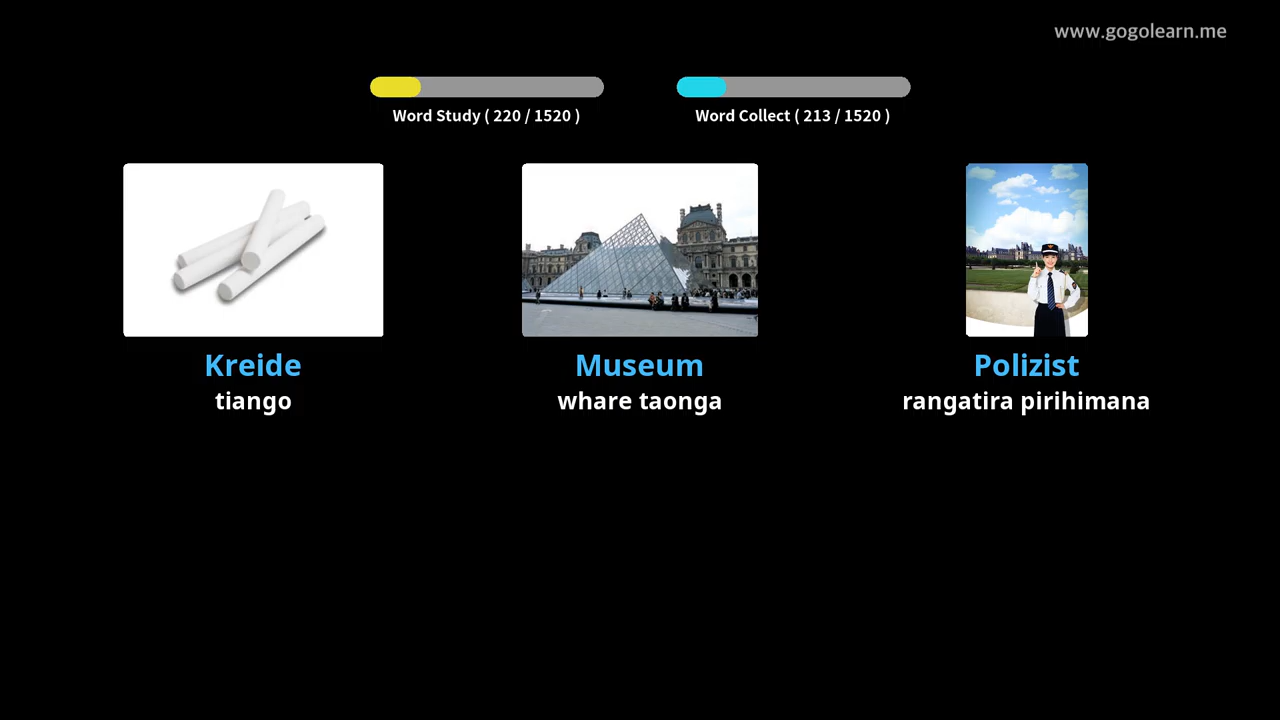 www.gogolearn.me
Word Study ( 220 / 1520 )
Word Collect ( 213 / 1520 )
Kreide
tiango
Museum
whare taonga
Polizist
rangatira pirihimana